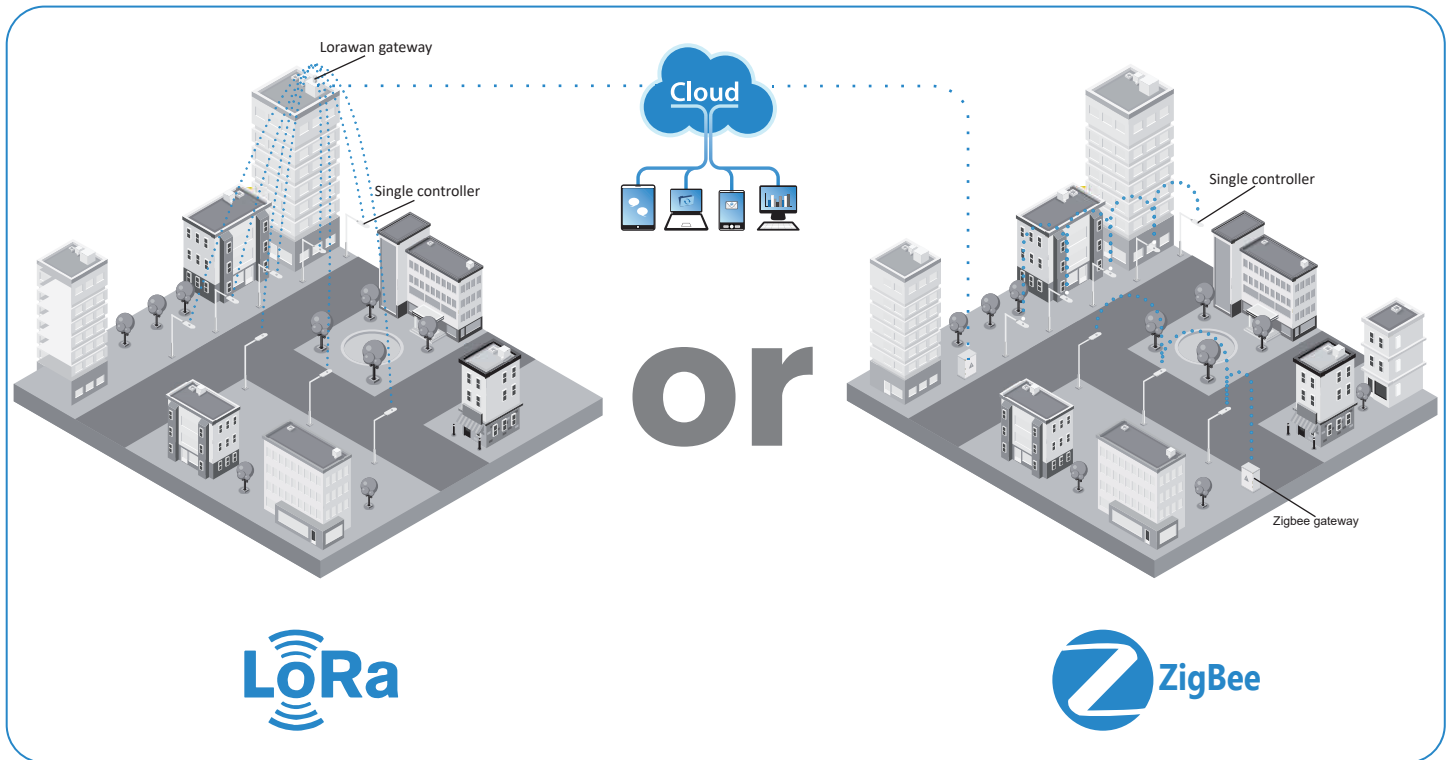 Lorawan gateway
Cloud
Single controller
Single controller
or
Zigbee gateway
LoRa
ZigBee